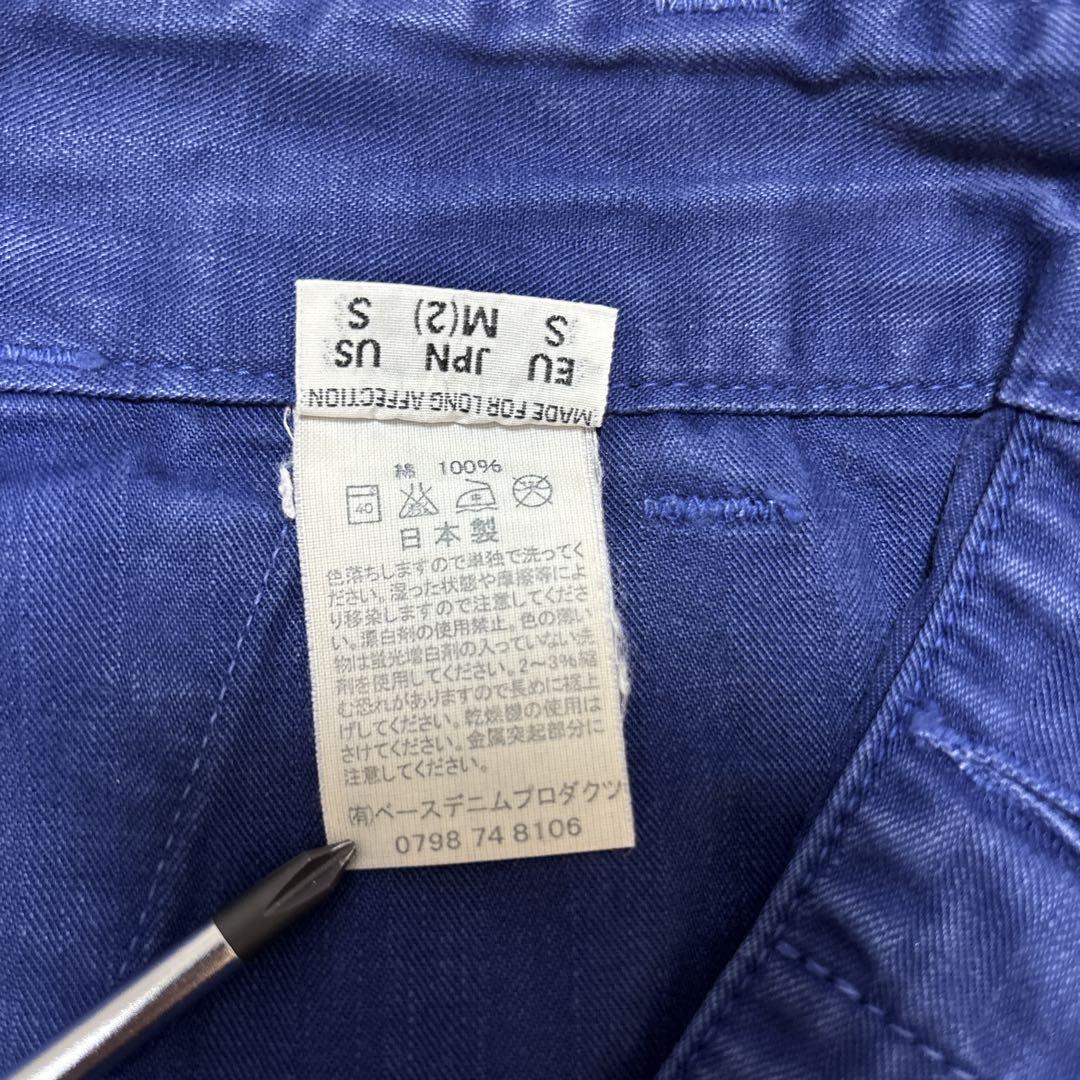 MADE FOR LONG AFFECTION
EU JPN US
S M(2) S
綿 100%
40
日本製
色落ちしますので単独で洗ってく
ださい。湿った状態や摩擦等によ
り移染しますので注意してくださ
い。漂白剤の使用禁止。色の薄い
物は蛍光増白剤の入っていない洗
剤を使用してください。2〜3%縮
む恐れがありますので長めに裾上
げしてください。乾燥機の使用は
さけてください。金属突起部分に
注意してください。
(有)ベースデニムプロダクツ
0798 74 8106